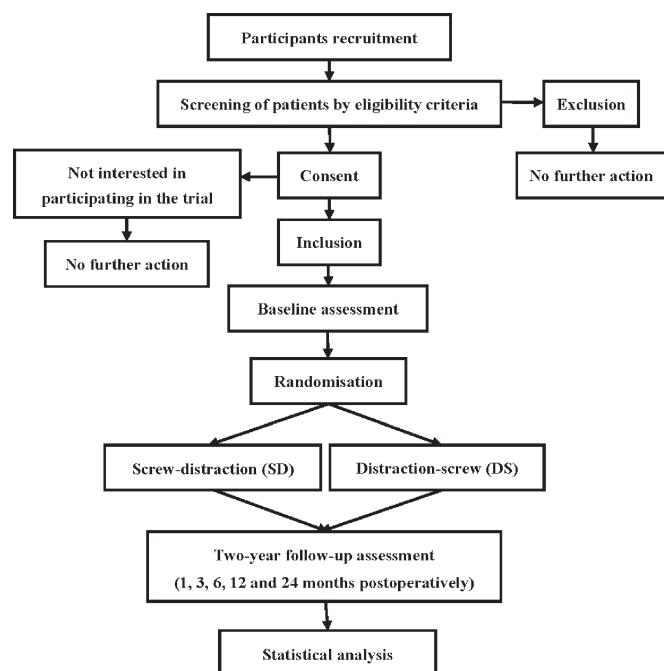 Participants recruitment
Screening of patients by eligibility criteria
Exclusion
Not interested in
participating in the trial
Consent
No further action
Inclusion
No further action
Baseline assessment
Randomisation
Screw-distraction (SD)
Distraction-screw (DS)
Two-year follow-up assessment
(1, 3, 6, 12 and 24 months postoperatively)
Statistical analysis